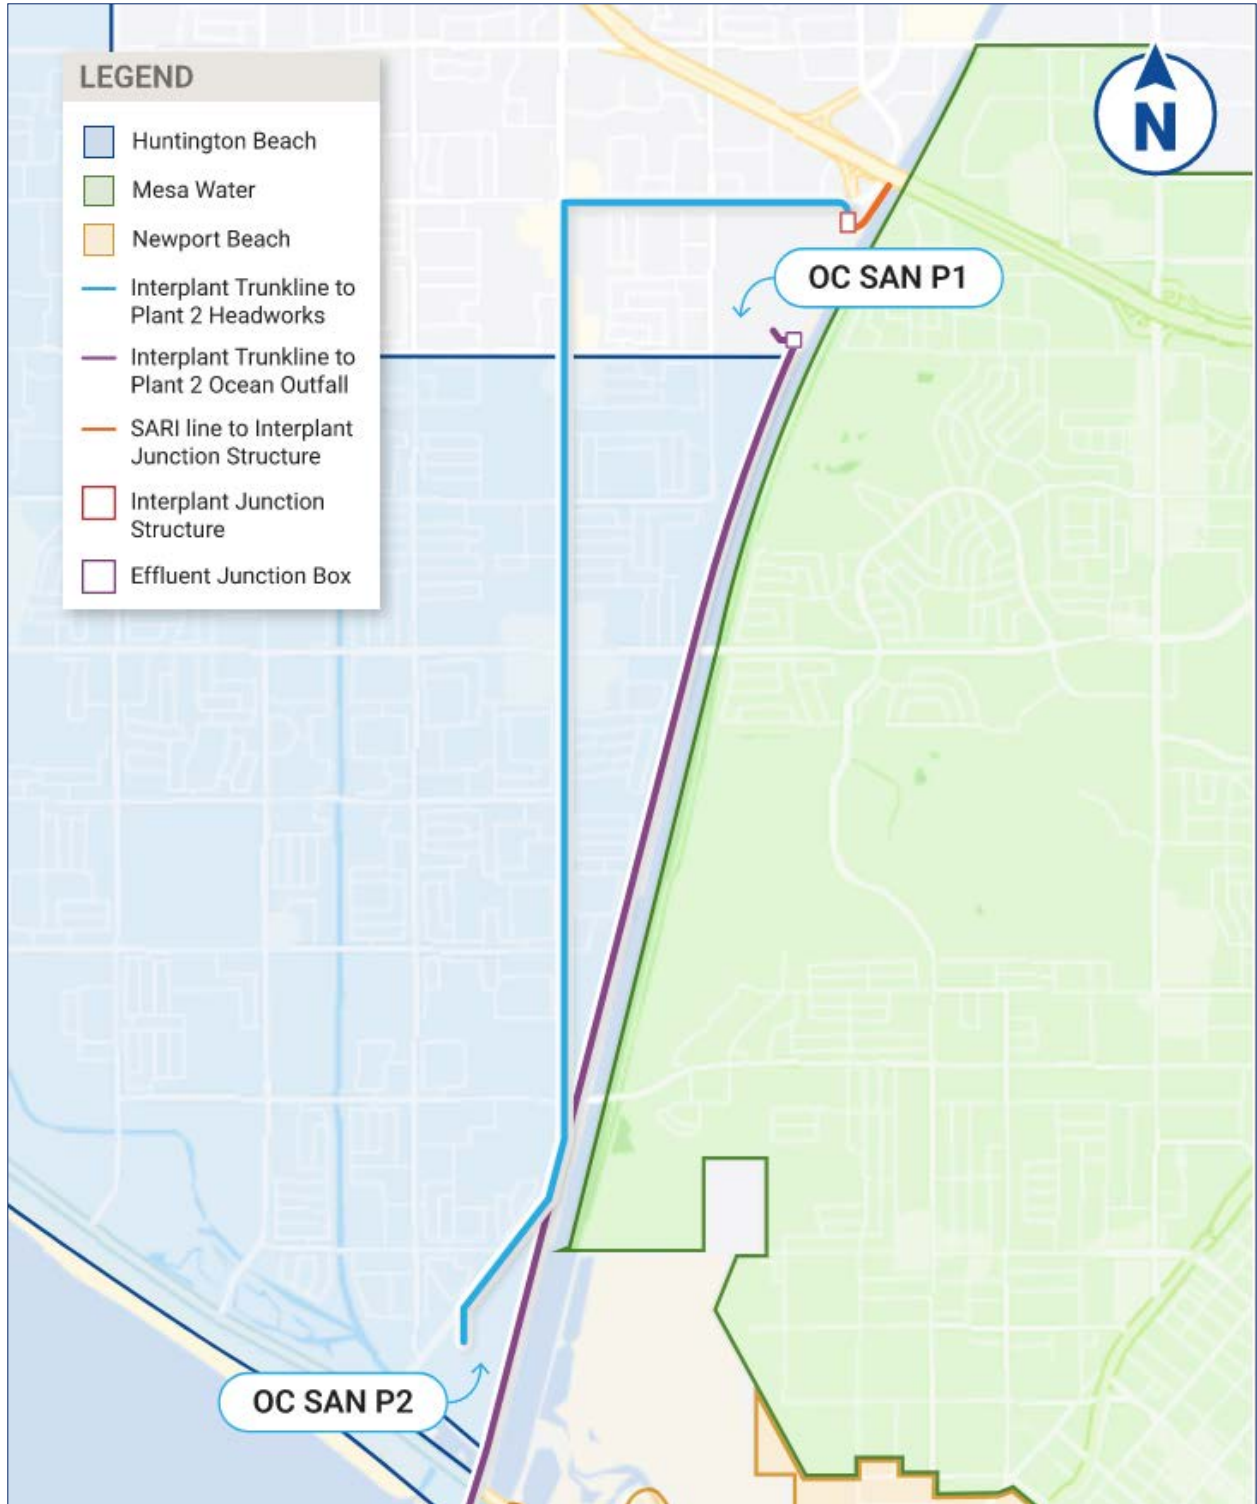 LEGEND
Huntington Beach
Mesa Water
Newport Beach
Interplant Trunkline to
Plant 2 Headworks
Interplant Trunkline to
Plant 2 Ocean Outfall
SARI line to Interplant
Junction Structure
Interplant Junction
Structure
Effluent Junction Box
N
OC SAN P1
OC SAN P2